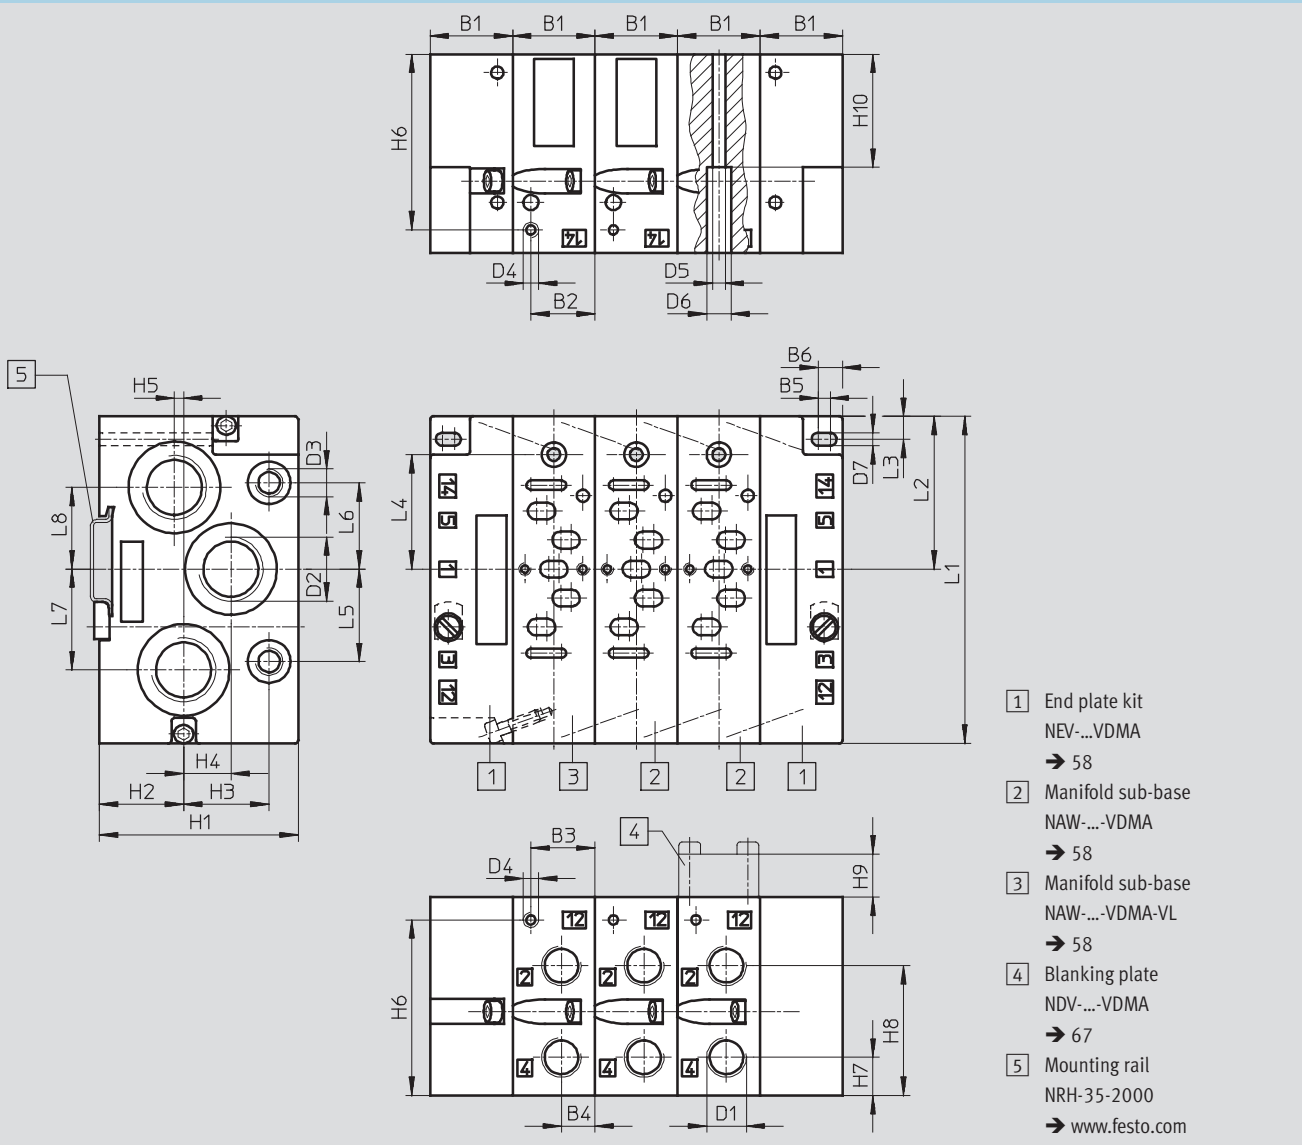 B1 B1 B1 B1 B1
H6
H10
14 14
D4
B2
D5
D6
5
H5
D3
L8
L6
L7
D2
L5
H4
H2 H3
H1
B6
B5
D7
L3
L2
L1
L4
14 14
5 5
1 1
3 3
12 12
1 3 2 2 1
B3
4
D4
H9
12 12 12
2 2 2
H6
H8
4 4 4
H7
B4
D1
1 End plate kit
NEV-...VDMA
➔ 58
2 Manifold sub-base
NAW-...-VDMA
➔ 58
3 Manifold sub-base
NAW-...-VDMA-VL
➔ 58
4 Blanking plate
NDV-...-VDMA
➔ 67
5 Mounting rail
NRH-35-2000
➔ www.festo.com